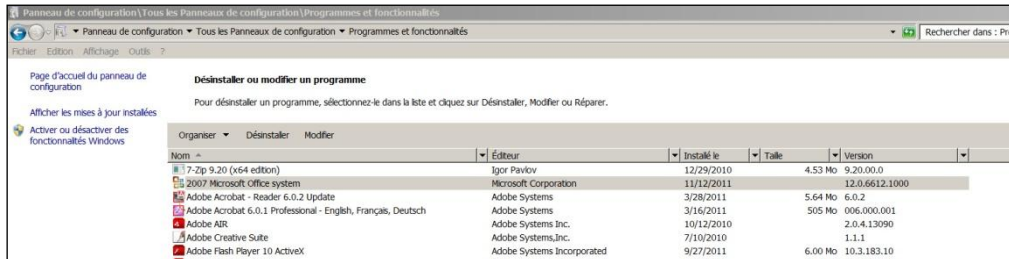 Panneau de configuration\Tous les Panneaux de configuration\Programmes et fonctionnalités
Panneau de configuration Tous les Panneaux de configuration Programmes et fonctionnalités
Rechercher dans : Pr
Fichier Edition Affichage Outils ?
Page d'accueil du panneau de
configuration
Afficher les mises à jour installées
Activer ou désactiver des
fonctionnalités Windows
Désinstaller ou modifier un programme
Pour désinstaller un programme, sélectionnez-le dans la liste et cliquez sur Désinstaller, Modifier ou Réparer.
Organiser Désinstaller Modifier
Nom Éditeur Installé le Taille Version
7-Zip 9.20 (x64 edition) Igor Pavlov 12/29/2010 4.53 Mo 9.20.00.0
2007 Microsoft Office system Microsoft Corporation 11/12/2011 12.0.6612.1000
Adobe Acrobat - Reader 6.0.2 Update Adobe Systems 3/28/2011 5.64 Mo 6.0.2
Adobe Acrobat 6.0.1 Professional - English, Français, Deutsch Adobe Systems 3/16/2011 505 Mo 006.000.001
Adobe AIR Adobe Systems Inc. 10/12/2010 2.0.4.13090
Adobe Creative Suite Adobe Systems,Inc. 7/10/2010 1.1.1
Adobe Flash Player 10 ActiveX Adobe Systems Incorporated 9/27/2011 6.00 Mo 10.3.183.10